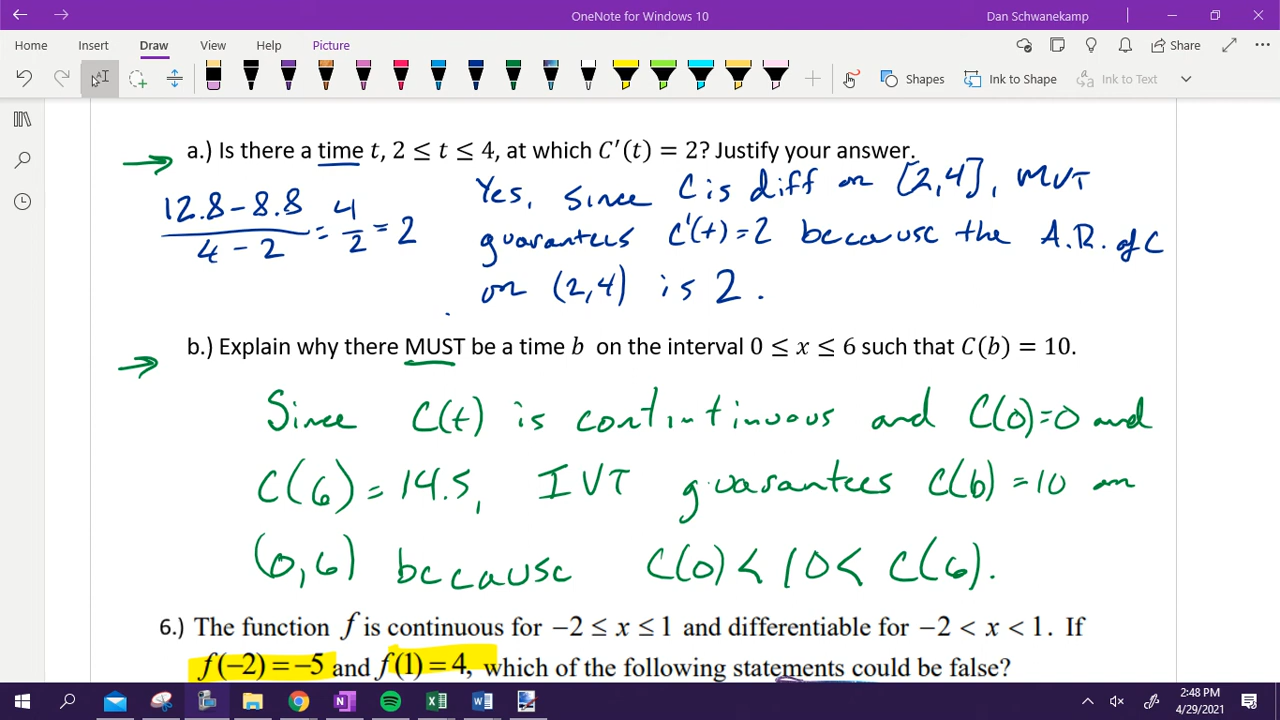 OneNote for Windows 10
Dan Schwanekamp
Home Insert Draw View Help Picture
Share
Shapes Ink to Shape Ink to Text
a.) Is there a time t, 2 ≤ t ≤ 4, at which C′(t) = 2? Justify your answer.
12.8 - 8.8 / 4 - 2 = 4/2 = 2
Yes, since C is diff on [2,4], MVT
guarantees C'(t) = 2 because the A.R. of C
on (2,4) is 2.
b.) Explain why there MUST be a time b on the interval 0 ≤ x ≤ 6 such that C(b) = 10.
Since C(t) is continuous and C(0)=0 and
C(6) = 14.5, IVT guarantees C(b) = 10 on
(0,6) because C(0) < 10 < C(6).
6.) The function f is continuous for −2 ≤ x ≤ 1 and differentiable for −2 < x < 1. If
f(−2) = −5 and f(1) = 4, which of the following statements could be false?
2:48 PM
4/29/2021